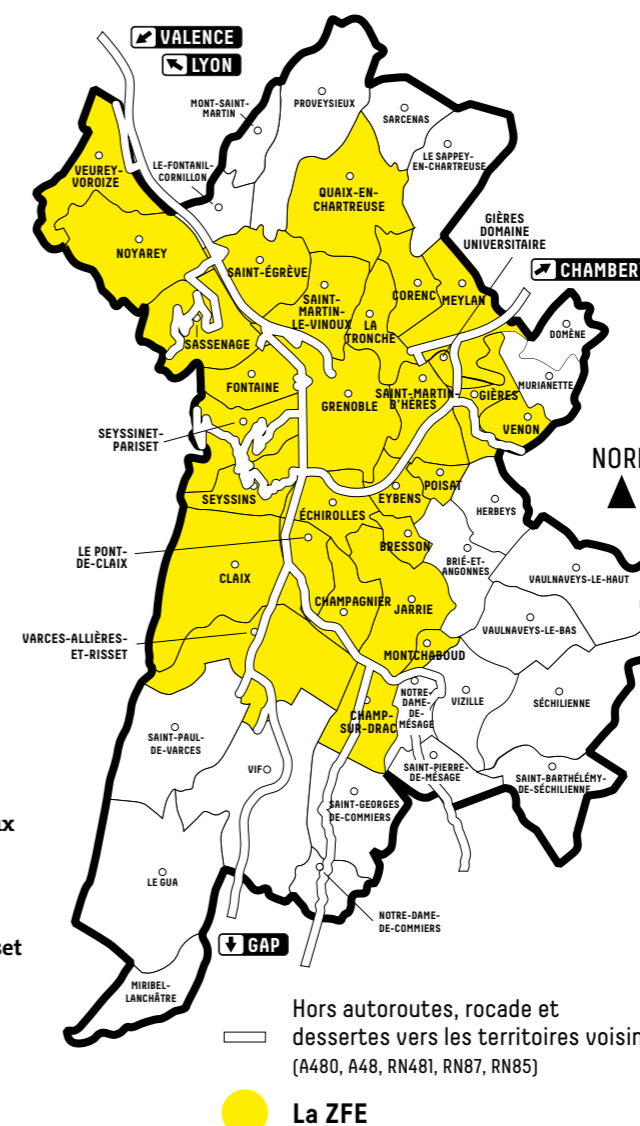 VALENCE
LYON
MONT-SAINT-
MARTIN
PROVEYSIEUX
SARCENAS
LE SAPPEY-
EN-CHARTREUSE
LE-FONTANIL-
CORNILLON
VEUREY-
VOROIZE
QUAIX-EN-
CHARTREUSE
GIÈRES
DOMAINE
UNIVERSITAIRE
NOYAREY
SAINT-ÉGRÈVE
CHAMBER
SAINT-
MARTIN-
LE-VINOUX
CORENC
MEYLAN
LA
TRONCHE
DOMÈNE
SASSENAGE
MURIANETTE
FONTAINE
GRENOBLE
SAINT-MARTIN-
D'HÈRES
GIÈRES
VENON
SEYSSINET-
PARISET
NOR
SEYSSINS
EYBENS
POISAT
ÉCHIROLLES
HERBEYS
LE PONT-
DE-CLAIX
BRESSON
BRIÉ-ET-
ANGONNES
VAULNAVEYS-LE-HAUT
CLAIX
CHAMPAGNIER
JARRIE
VAULNAVEYS-LE-BAS
VARCES-ALLIÈRES-
ET-RISSET
MONTCHABOUD
NOTRE-
DAME-
DE-
MÉSAGE
VIZILLE
SÉCHILIENNE
CHAMP-
SUR-DRAC
SAINT-PAUL-
DE-VARCES
VIF
SAINT-PIERRE-
DE-MÉSAGE
SAINT-BARTHÉLÉMY-
DE-SÉCHILIENNE
SAINT-GEORGES
DE-COMMIERS
ux
LE GUA
NOTRE-DAME-
DE-COMMIERS
set
GAP
MIRIBEL-
LANCHÂTRE
Hors autoroutes, rocade et
dessertes vers les territoires voisin
(A480, A48, RN481, RN87, RN85)
La ZFE